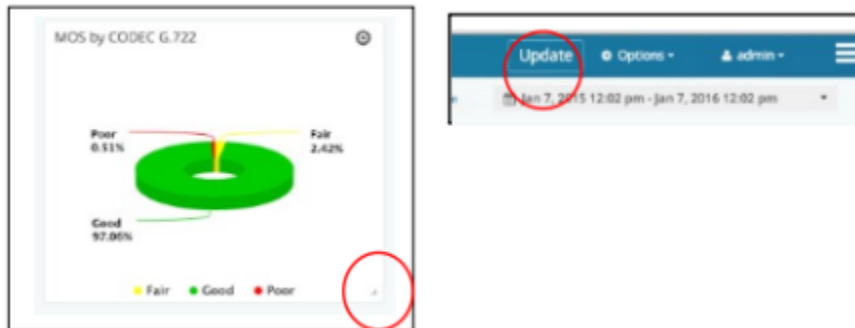 MOS by CODEC G.722
Poor
0.51%
Fair
2.42%
Good
97.06%
Fair Good Poor
Update Options admin
Jan 7, 2015 12:02 pm - Jan 7, 2016 12:02 pm